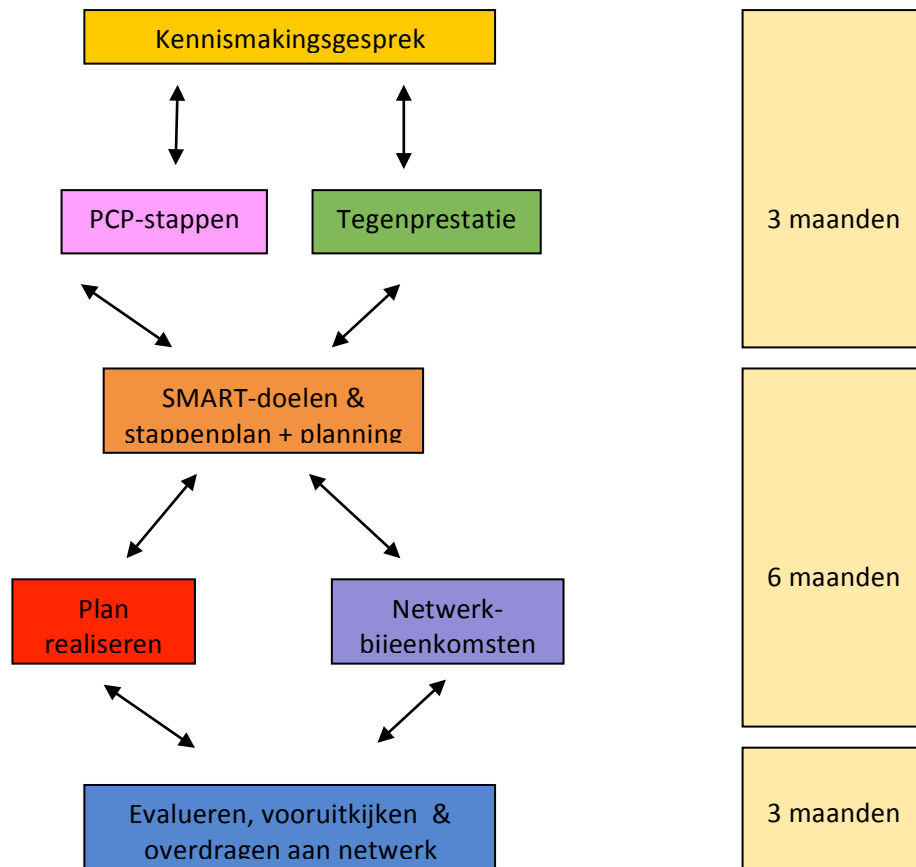 Kennismakingsgesprek
PCP-stappen
Tegenprestatie
3 maanden
SMART-doelen &
stappenplan + planning
6 maanden
Plan
realiseren
Netwerk-
bijeenkomsten
Evalueren, vooruitkijken &
overdragen aan netwerk
3 maanden